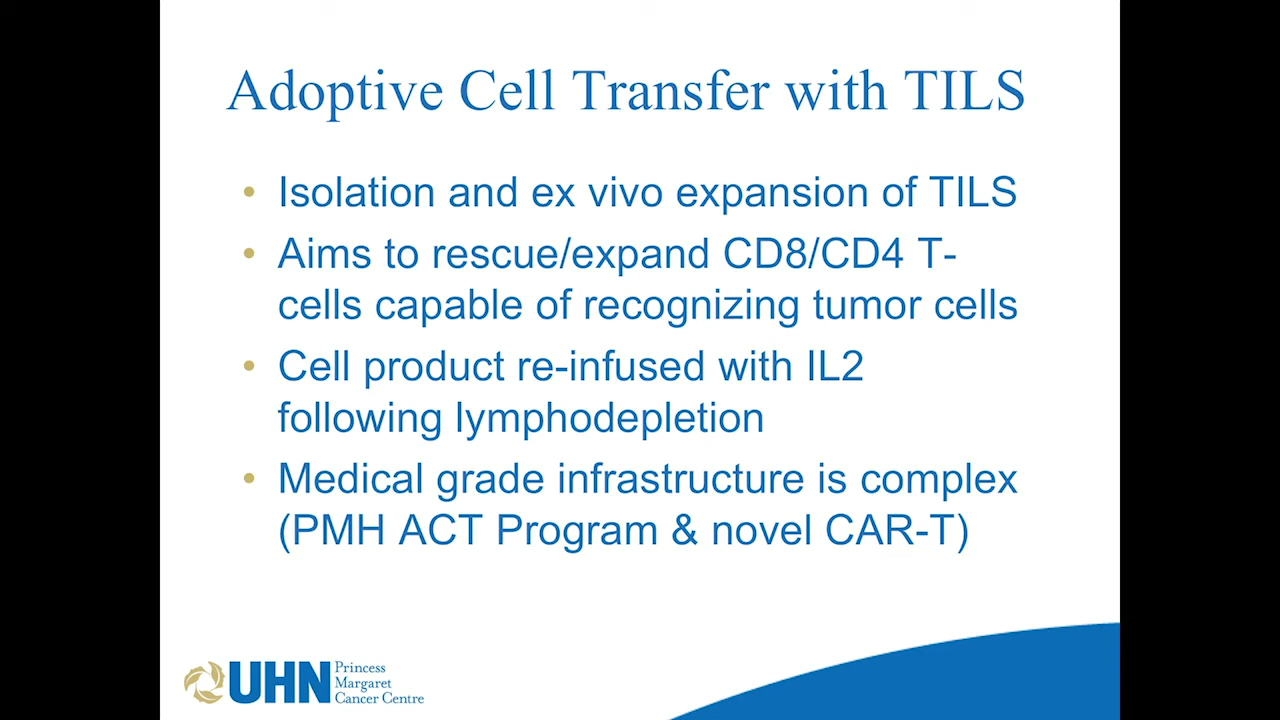 Adoptive Cell Transfer with TILS
• Isolation and ex vivo expansion of TILS
• Aims to rescue/expand CD8/CD4 T-
cells capable of recognizing tumor cells
• Cell product re-infused with IL2
following lymphodepletion
• Medical grade infrastructure is complex
(PMH ACT Program & novel CAR-T)
UHN
Princess
Margaret
Cancer Centre